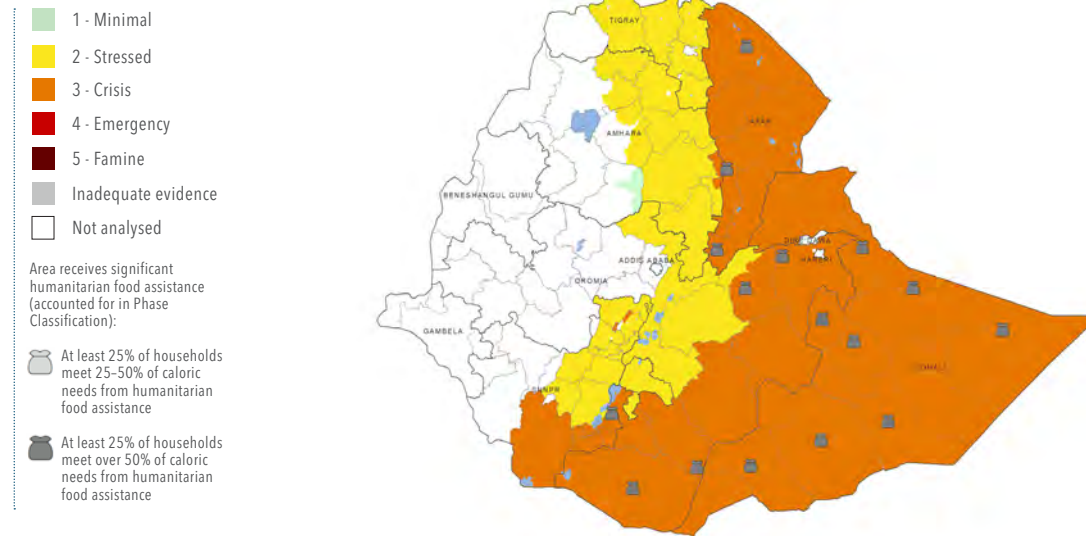 1 - Minimal
2 - Stressed
3 - Crisis
4 - Emergency
5 - Famine
Inadequate evidence
Not analysed
Area receives significant
humanitarian food assistance
(accounted for in Phase
Classification):
At least 25% of households
meet 25–50% of caloric
needs from humanitarian
food assistance
At least 25% of households
meet over 50% of caloric
needs from humanitarian
food assistance
TIGRAY
AFAR
AMHARA
BENESHANGUL GUMU
DIRE DAWA
HARERI
ADDIS ABABA
OROMIA
GAMBELA
SOMALI
SNNPR